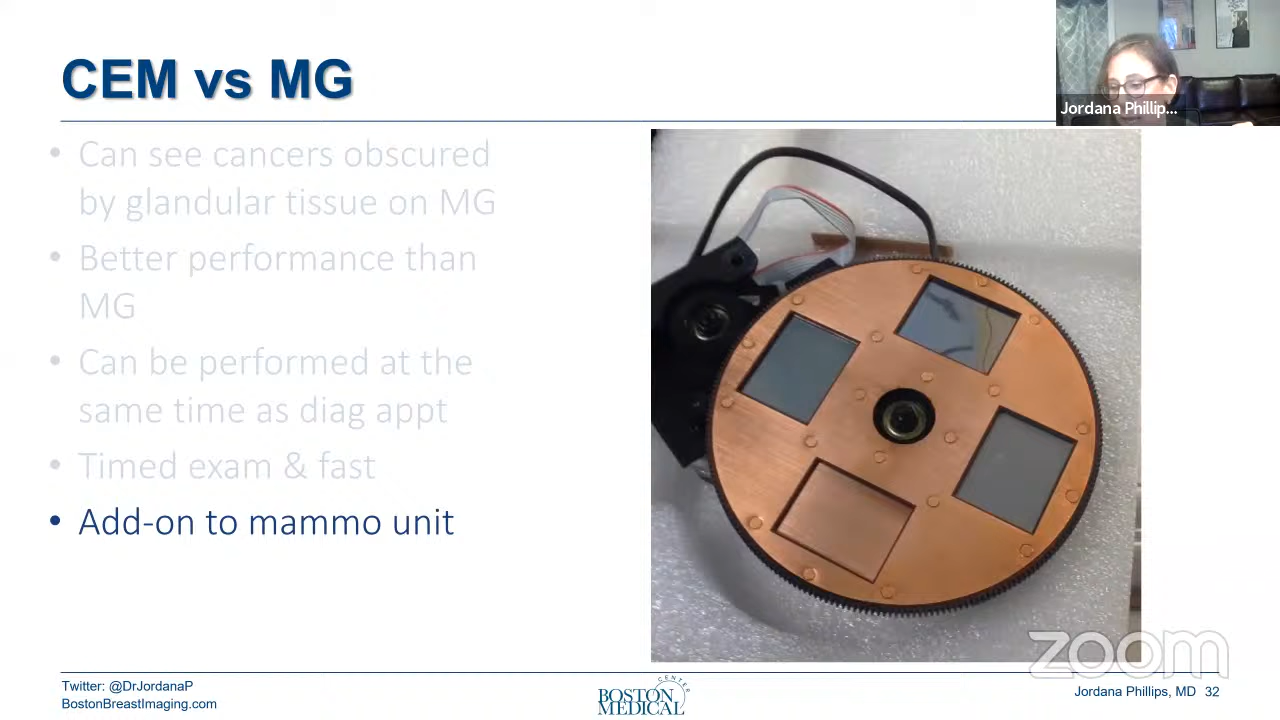 CEM vs MG
Jordana Phillip...
• Can see cancers obscured
by glandular tissue on MG
• Better performance than
MG
• Can be performed at the
same time as diag appt
• Timed exam & fast
• Add-on to mammo unit
zoom
Twitter: @DrJordanaP
BostonBreastImaging.com
BOSTON
MEDICAL
CENTER
Jordana Phillips, MD 32